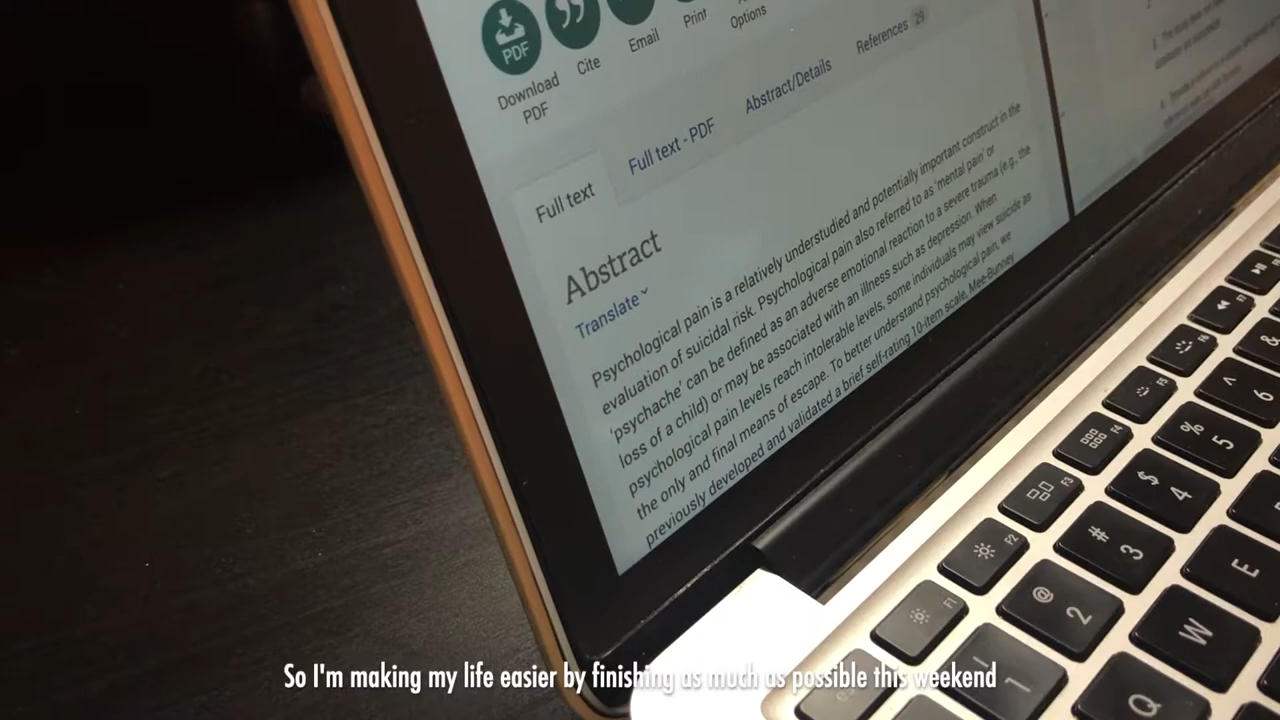 PDF
Download
PDF
Cite
Email
Print
Options
Full text
Full text - PDF
Abstract/Details
References 29
Abstract
Translate
Psychological pain is a relatively understudied and potentially important construct in the
evaluation of suicidal risk. Psychological pain also referred to as 'mental pain' or
'psychache' can be defined as an adverse emotional reaction to a severe trauma (e.g., the
loss of a child) or may be associated with an illness such as depression. When
psychological pain levels reach intolerable levels, some individuals may view suicide as
the only and final means of escape. To better understand psychological pain, we
previously developed and validated a brief self-rating 10-item scale, Mee-Bunney
F1
F2
F3
F4
F5
@
2
#
3
$
4
%
5
^
6
&
1
Q
W
E
So I'm making my life easier by finishing as much as possible this weekend